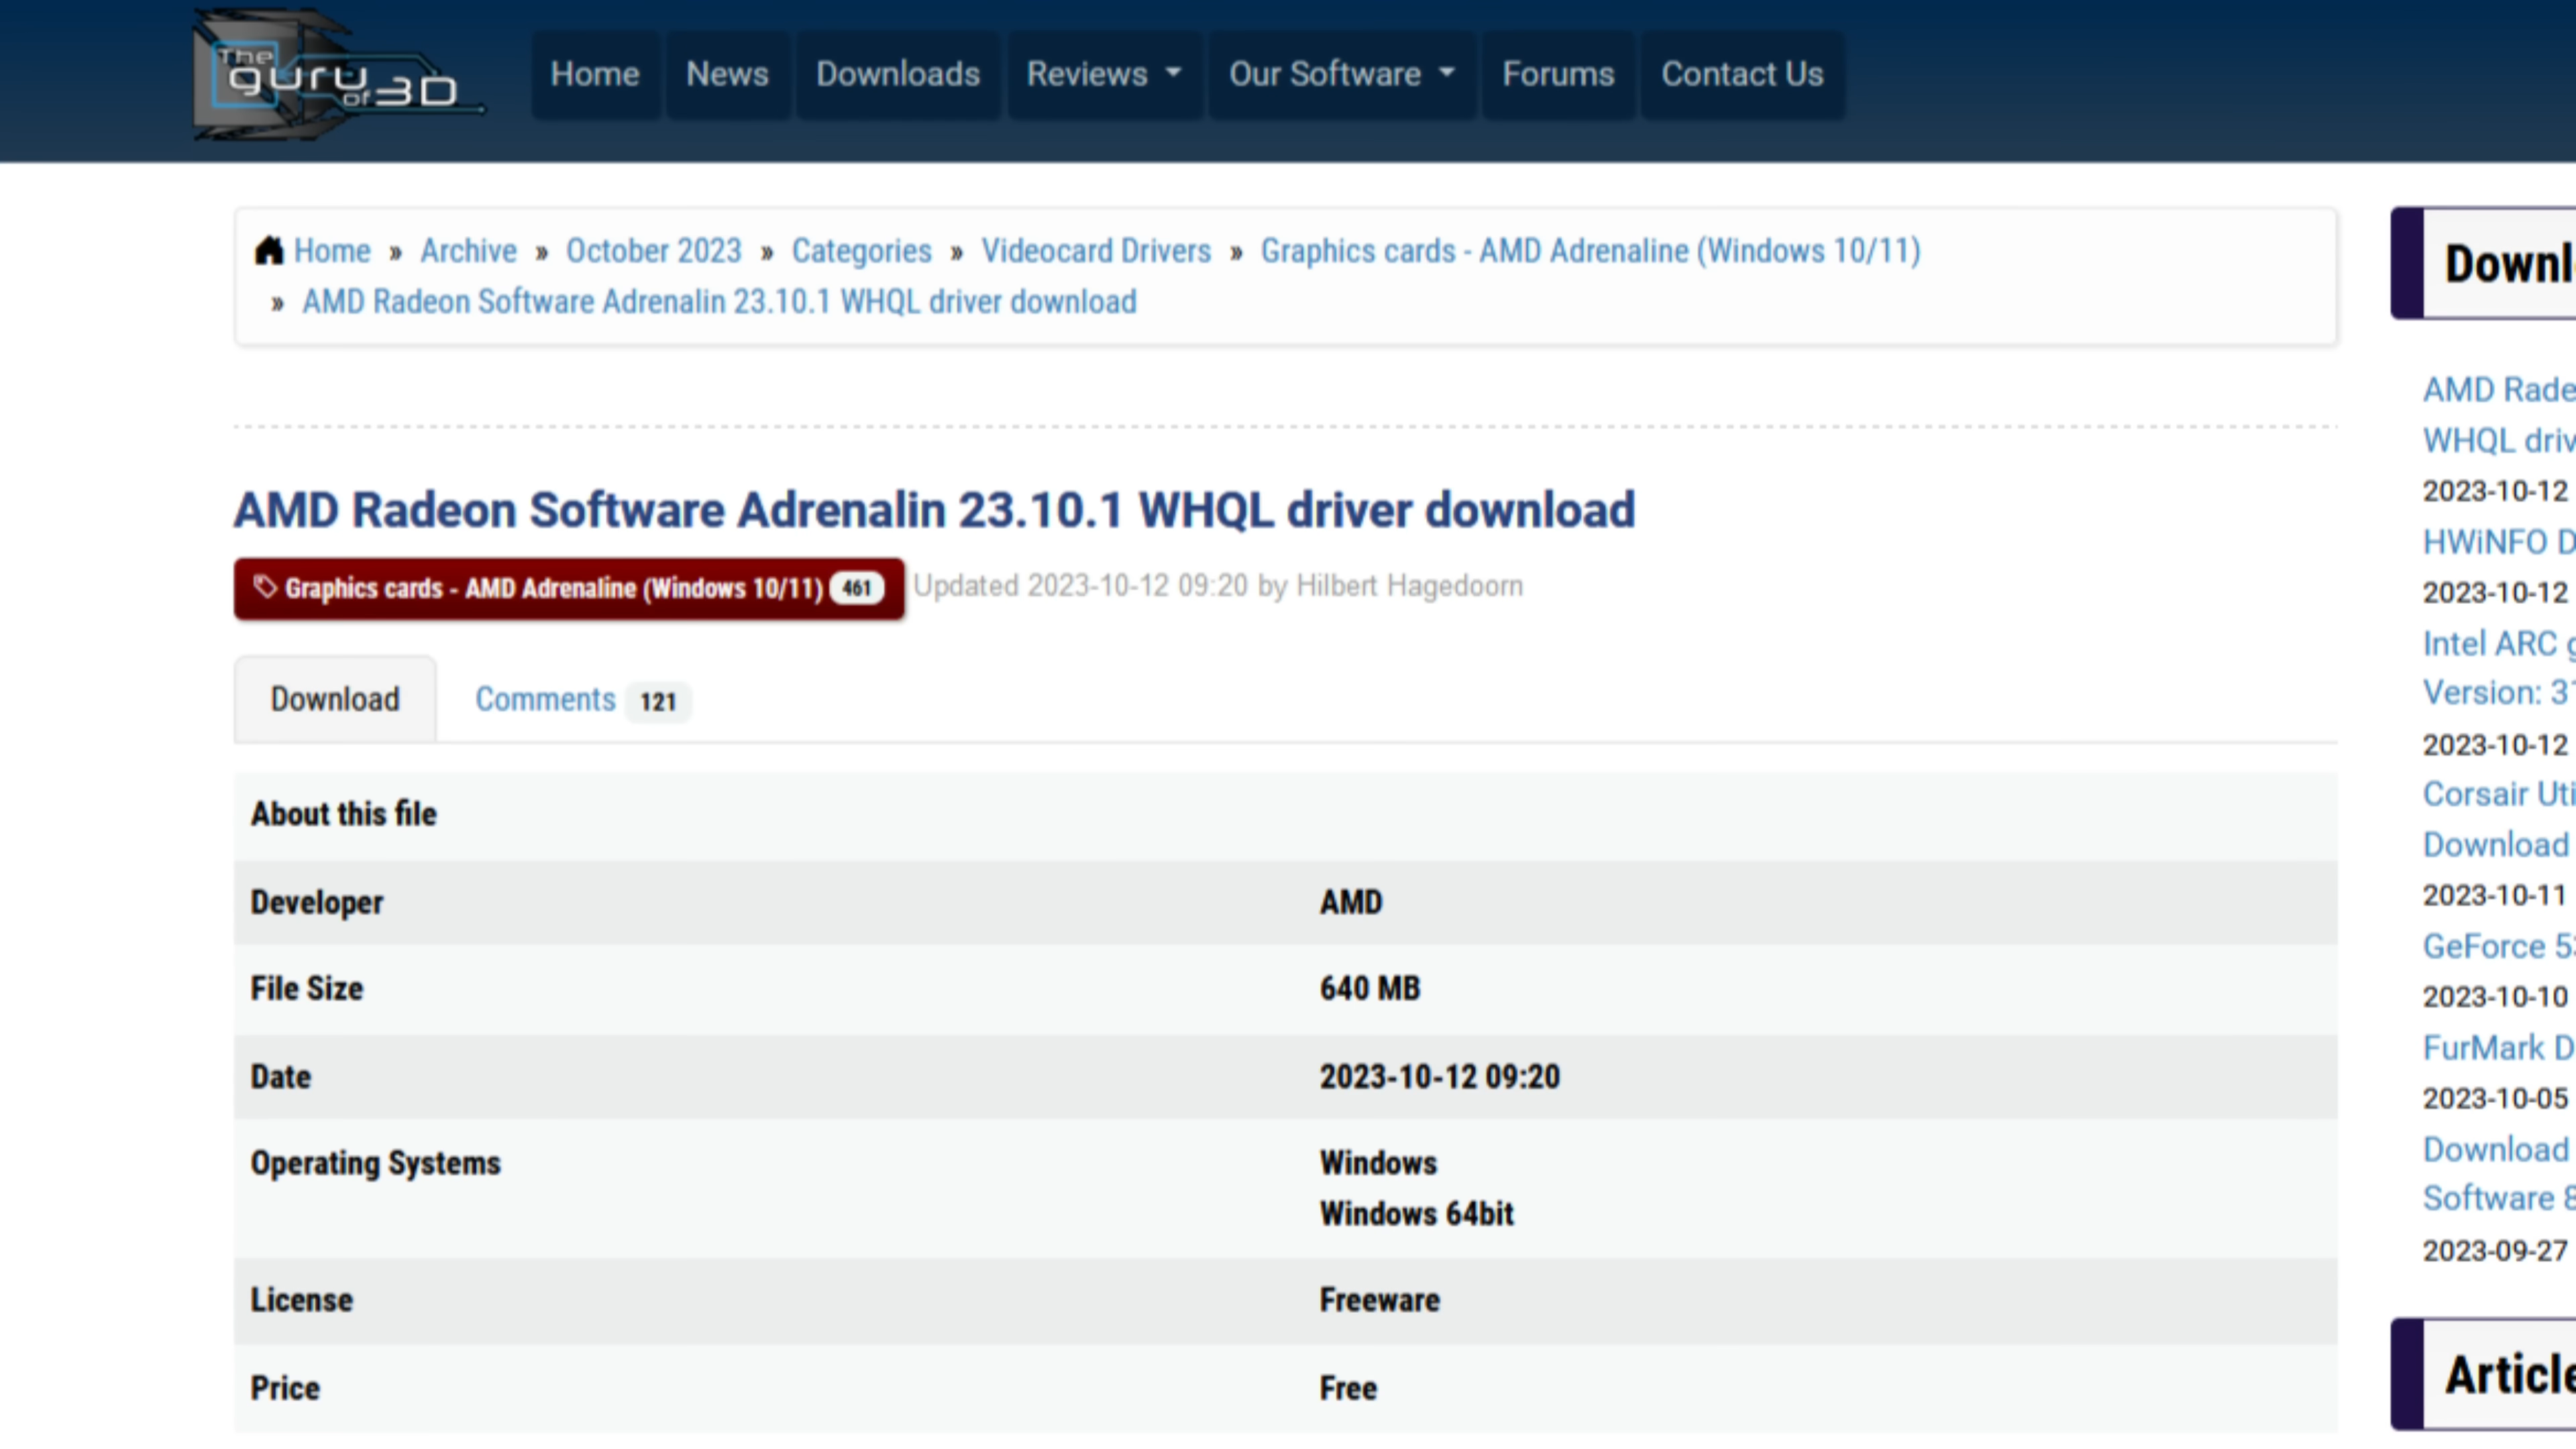 The guru of 3D
Home News Downloads Reviews Our Software Forums Contact Us
Home » Archive » October 2023 » Categories » Videocard Drivers » Graphics cards - AMD Adrenaline (Windows 10/11)
» AMD Radeon Software Adrenalin 23.10.1 WHQL driver download
AMD Radeon Software Adrenalin 23.10.1 WHQL driver download
Graphics cards - AMD Adrenaline (Windows 10/11) 461 Updated 2023-10-12 09:20 by Hilbert Hagedoorn
Download Comments 121
About this file
Developer AMD
File Size 640 MB
Date 2023-10-12 09:20
Operating Systems Windows
Windows 64bit
License Freeware
Price Free
AMD
WHQL
2023-10-12
HWiNFO
2023-10-12
Intel ARC
Version:
2023-10-12
Corsair
Download
2023-10-11
GeForce
2023-10-10
FurMark
2023-10-05
Download
Software
2023-09-27